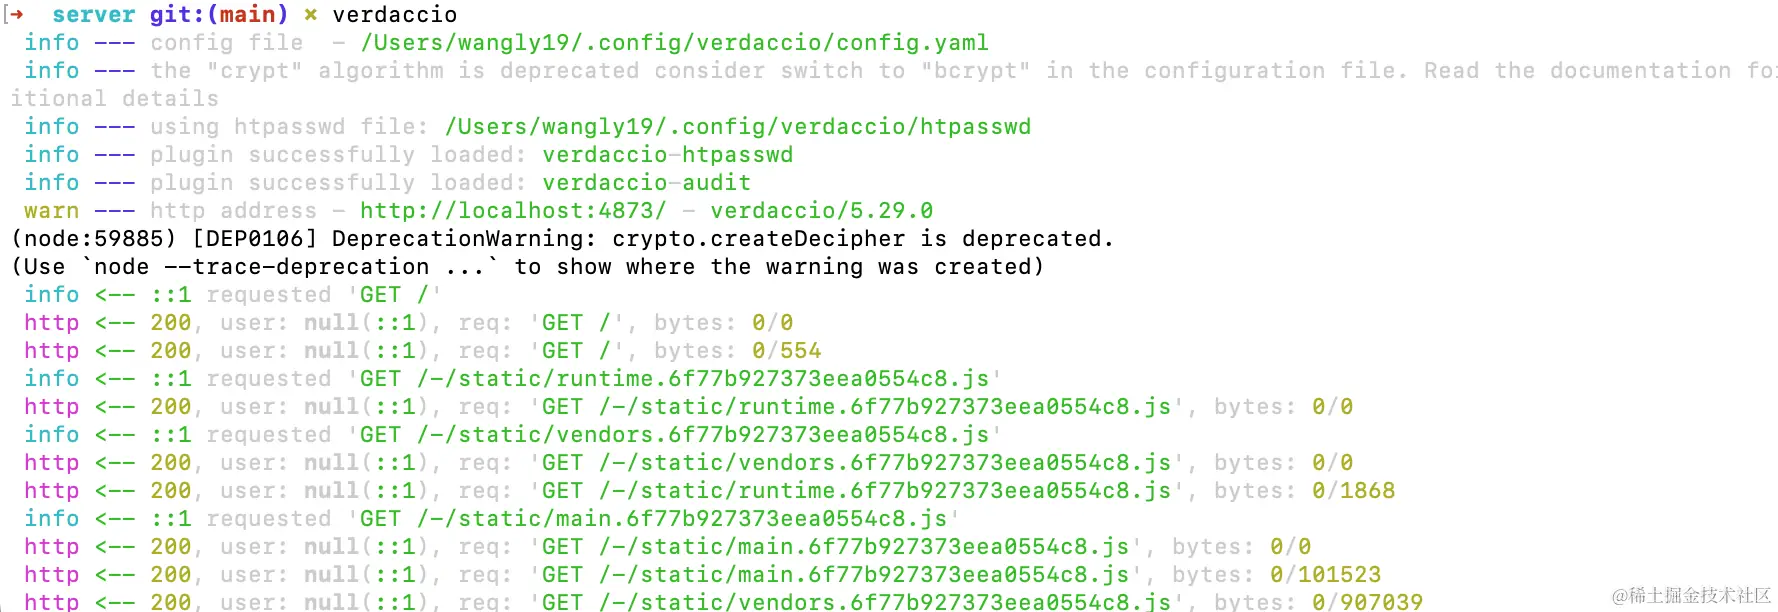 [→ server git:(main) × verdaccio
info --- config file  - /Users/wangly19/.config/verdaccio/config.yaml
info --- the "crypt" algorithm is deprecated consider switch to "bcrypt" in the configuration file. Read the documentation for
itional details
info --- using htpasswd file: /Users/wangly19/.config/verdaccio/htpasswd
info --- plugin successfully loaded: verdaccio-htpasswd
info --- plugin successfully loaded: verdaccio-audit
warn --- http address - http://localhost:4873/ - verdaccio/5.29.0
(node:59885) [DEP0106] DeprecationWarning: crypto.createDecipher is deprecated.
(Use `node --trace-deprecation ...` to show where the warning was created)
info <-- ::1 requested 'GET /'
http <-- 200, user: null(::1), req: 'GET /', bytes: 0/0
http <-- 200, user: null(::1), req: 'GET /', bytes: 0/554
info <-- ::1 requested 'GET /-/static/runtime.6f77b927373eea0554c8.js'
http <-- 200, user: null(::1), req: 'GET /-/static/runtime.6f77b927373eea0554c8.js', bytes: 0/0
info <-- ::1 requested 'GET /-/static/vendors.6f77b927373eea0554c8.js'
http <-- 200, user: null(::1), req: 'GET /-/static/vendors.6f77b927373eea0554c8.js', bytes: 0/0
http <-- 200, user: null(::1), req: 'GET /-/static/runtime.6f77b927373eea0554c8.js', bytes: 0/1868
info <-- ::1 requested 'GET /-/static/main.6f77b927373eea0554c8.js'
http <-- 200, user: null(::1), req: 'GET /-/static/main.6f77b927373eea0554c8.js', bytes: 0/0
http <-- 200, user: null(::1), req: 'GET /-/static/main.6f77b927373eea0554c8.js', bytes: 0/101523
http <-- 200, user: null(::1), req: 'GET /-/static/vendors.6f77b927373eea0554c8.js', bytes: 0/907039
@稀土掘金技术社区